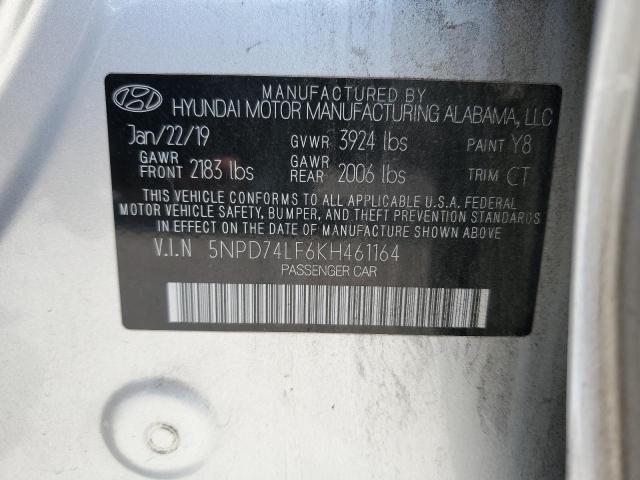 MANUFACTURED BY
HYUNDAI MOTOR MANUFACTURING ALABAMA, LLC
Jan/22/19 GVWR 3924 lbs PAINT Y8
GAWR FRONT 2183 lbs GAWR REAR 2006 lbs TRIM CT
THIS VEHICLE CONFORMS TO ALL APPLICABLE U.S.A. FEDERAL
MOTOR VEHICLE SAFETY, BUMPER, AND THEFT PREVENTION STANDARDS
IN EFFECT ON THE DATE OF MANUFACTURE SHOWN ABOVE.
V.I.N 5NPD74LF6KH461164
PASSENGER CAR